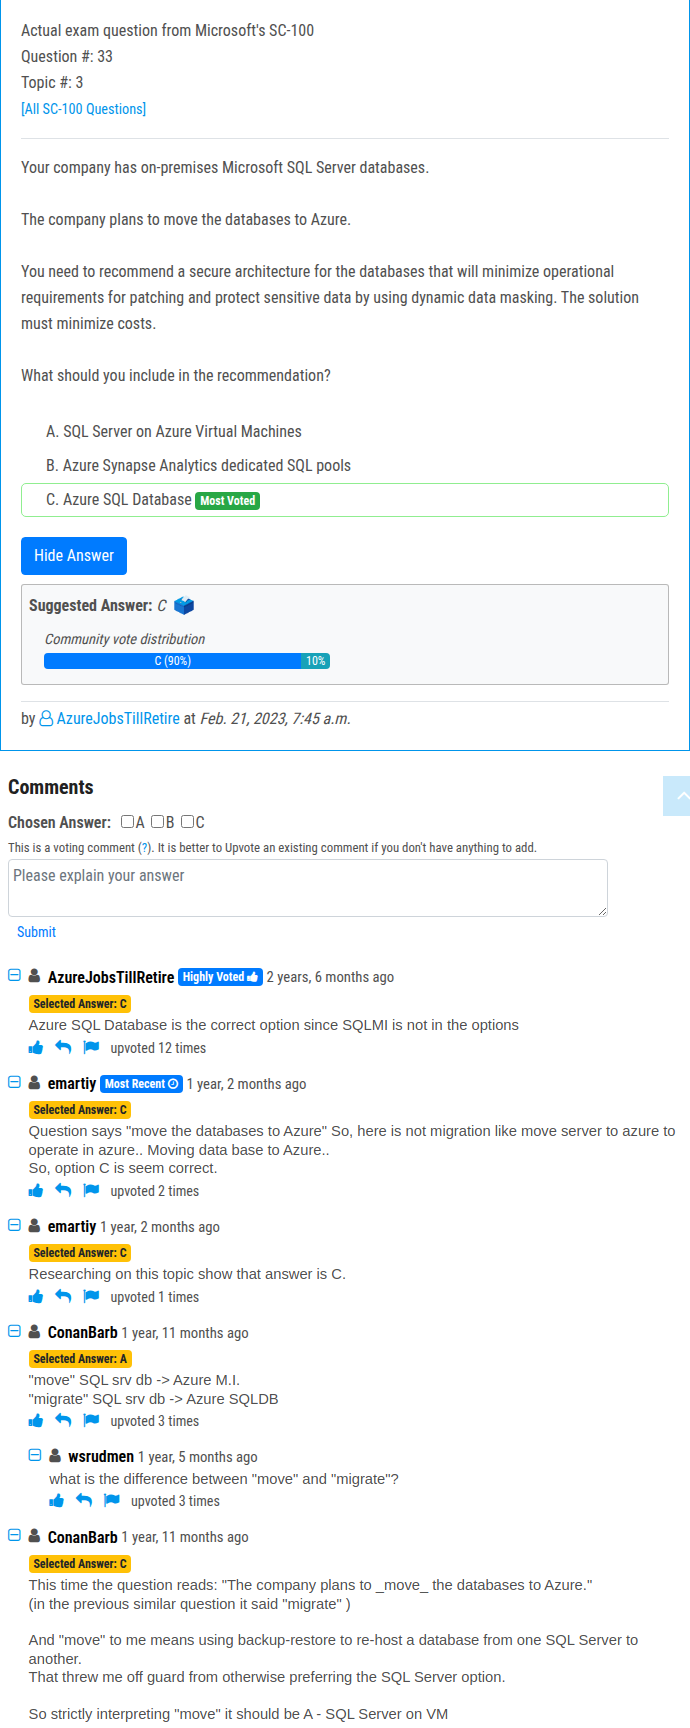 Actual exam question from Microsoft's SC-100
Question #: 33
Topic #: 3
[All SC-100 Questions]
Your company has on-premises Microsoft SQL Server databases.
The company plans to move the databases to Azure.
You need to recommend a secure architecture for the databases that will minimize operational
requirements for patching and protect sensitive data by using dynamic data masking. The solution
must minimize costs.
What should you include in the recommendation?
A. SQL Server on Azure Virtual Machines
B. Azure Synapse Analytics dedicated SQL pools
C. Azure SQL Database Most Voted
Hide Answer
Suggested Answer: C
Community vote distribution
C (90%) 10%
by AzureJobsTillRetire at Feb. 21, 2023, 7:45 a.m.
Comments
Chosen Answer: A B C
This is a voting comment (?). It is better to Upvote an existing comment if you don't have anything to add.
Please explain your answer
Submit
AzureJobsTillRetire Highly Voted 2 years, 6 months ago
Selected Answer: C
Azure SQL Database is the correct option since SQLMI is not in the options
upvoted 12 times
emartiy Most Recent 1 year, 2 months ago
Selected Answer: C
Question says "move the databases to Azure" So, here is not migration like move server to azure to
operate in azure.. Moving data base to Azure..
So, option C is seem correct.
upvoted 2 times
emartiy 1 year, 2 months ago
Selected Answer: C
Researching on this topic show that answer is C.
upvoted 1 times
ConanBarb 1 year, 11 months ago
Selected Answer: A
"move" SQL srv db -> Azure M.I.
"migrate" SQL srv db -> Azure SQLDB
upvoted 3 times
wsrudmen 1 year, 5 months ago
what is the difference between "move" and "migrate"?
upvoted 3 times
ConanBarb 1 year, 11 months ago
Selected Answer: C
This time the question reads: "The company plans to _move_ the databases to Azure."
(in the previous similar question it said "migrate" )
And "move" to me means using backup-restore to re-host a database from one SQL Server to
another.
That threw me off guard from otherwise preferring the SQL Server option.
So strictly interpreting "move" it should be A - SQL Server on VM